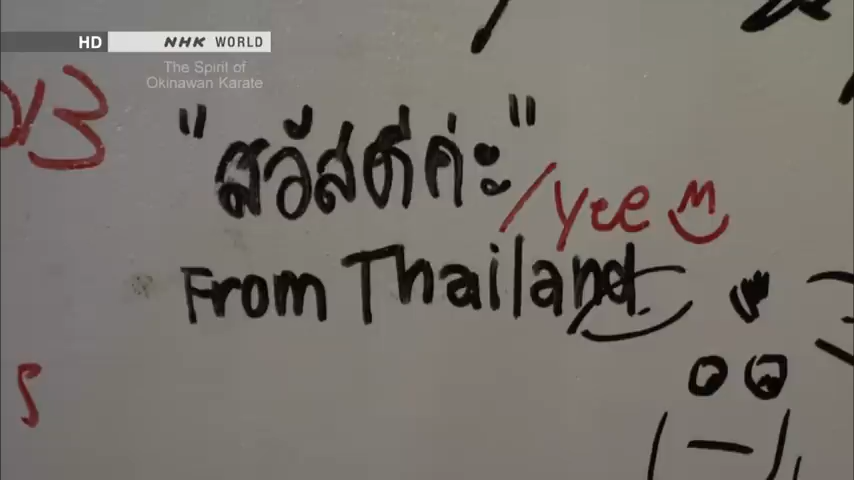 HD NHK WORLD
The Spirit of
Okinawan Karate
"สวัสดีค่ะ" /yee
From Thailand